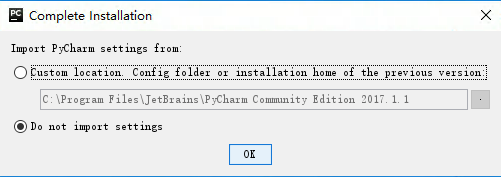 PC Complete Installation
Import PyCharm settings from:
Custom location. Config folder or installation home of the previous version:
C:\Program Files\JetBrains\PyCharm Community Edition 2017.1.1
Do not import settings
OK